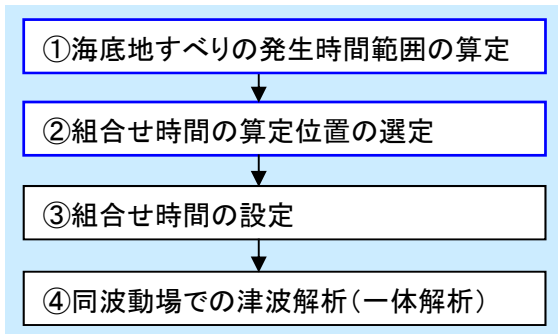 ①海底地すべりの発生時間範囲の算定
②組合せ時間の算定位置の選定
③組合せ時間の設定
④同波動場での津波解析(一体解析)